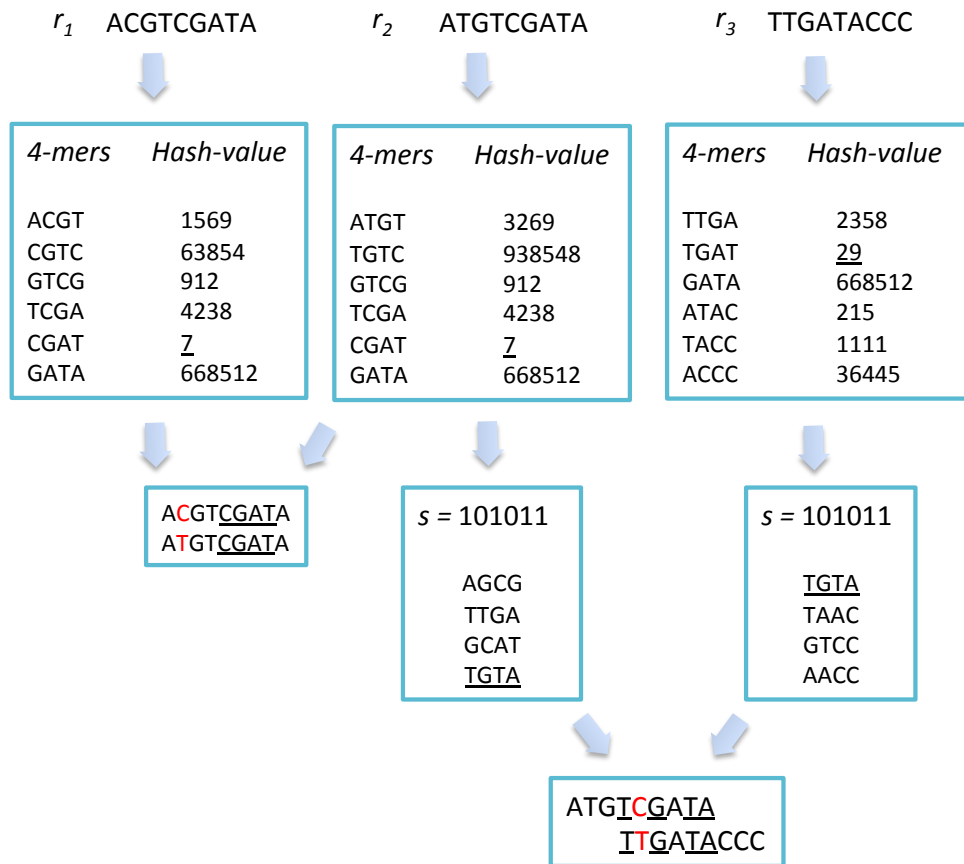 r1 ACGTCGATA
r2 ATGTCGATA
r3 TTGATACCC
4-mers Hash-value
ACGT 1569
CGTC 63854
GTCG 912
TCGA 4238
CGAT 7
GATA 668512
4-mers Hash-value
ATGT 3269
TGTC 938548
GTCG 912
TCGA 4238
CGAT 7
GATA 668512
4-mers Hash-value
TTGA 2358
TGAT 29
GATA 668512
ATAC 215
TACC 1111
ACCC 36445
ACGTCGATA
ATGTCGATA
s = 101011
AGCG
TTGA
GCAT
TGTA
s = 101011
TGTA
TAAC
GTCC
AACC
ATGTCGATA
TTGATACCC